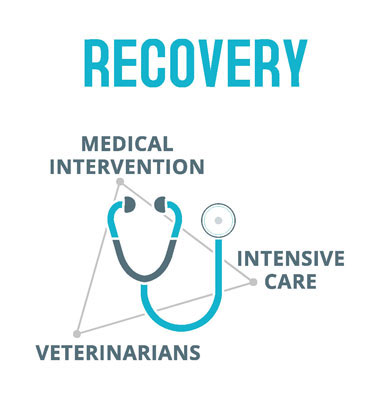 RECOVERY
MEDICAL
INTERVENTION
INTENSIVE
CARE
VETERINARIANS